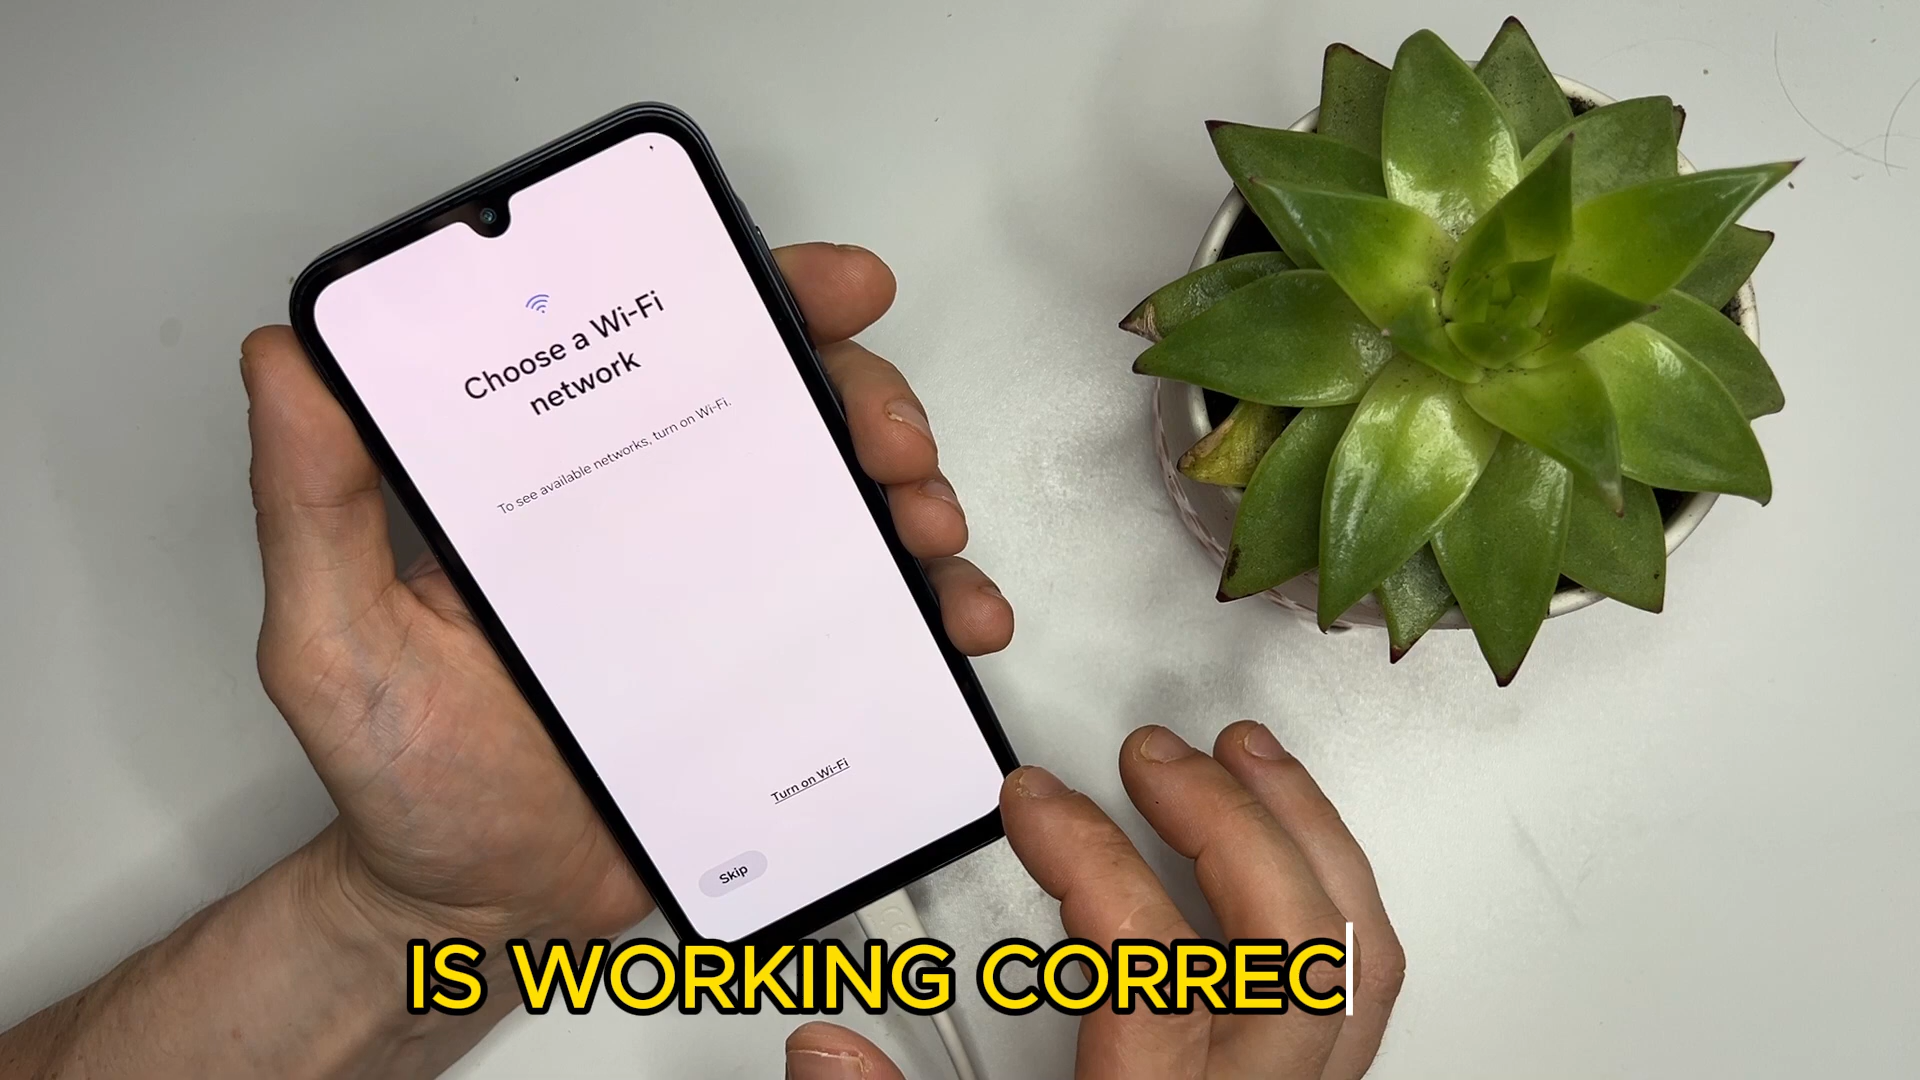 Choose a Wi-Fi
network
To see available networks, turn on Wi-Fi.
Turn on Wi-Fi
Skip
IS WORKING CORREC